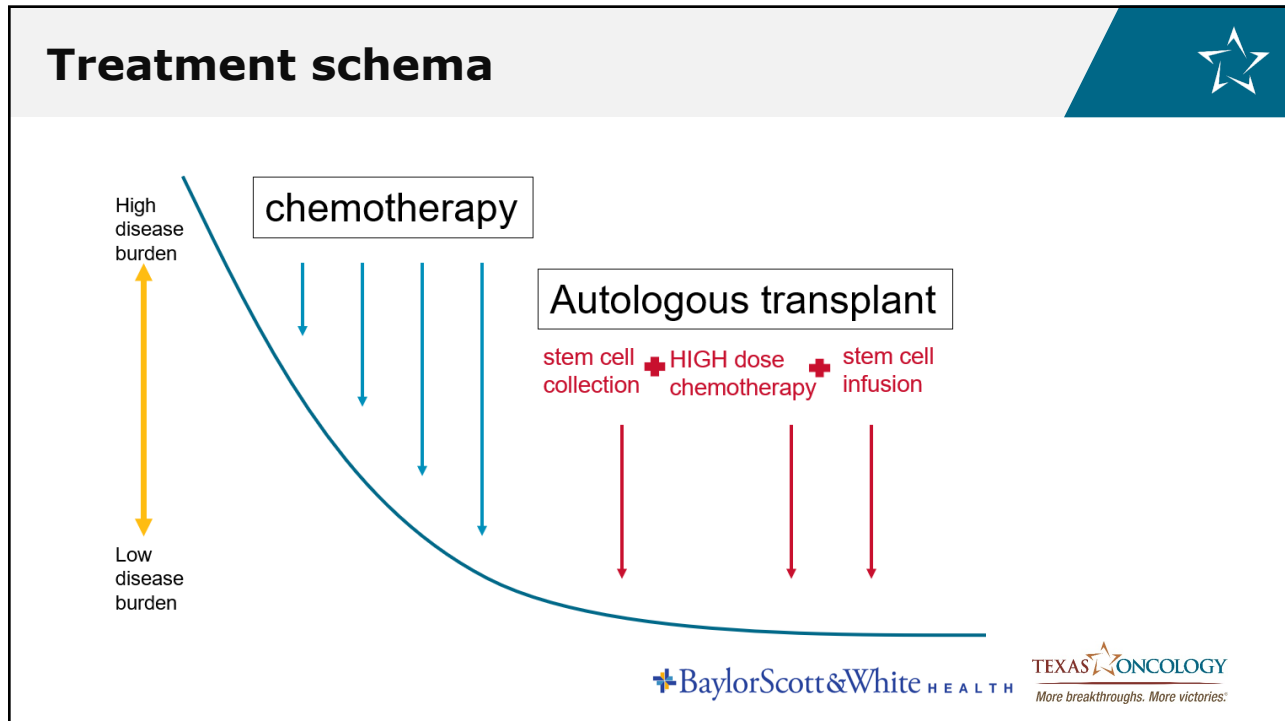 Treatment schema
High
disease
burden
chemotherapy
Autologous transplant
stem cell
collection
HIGH dose
chemotherapy
stem cell
infusion
Low
disease
burden
BaylorScott&White HEALTH
TEXAS ONCOLOGY
More breakthroughs. More victories.®